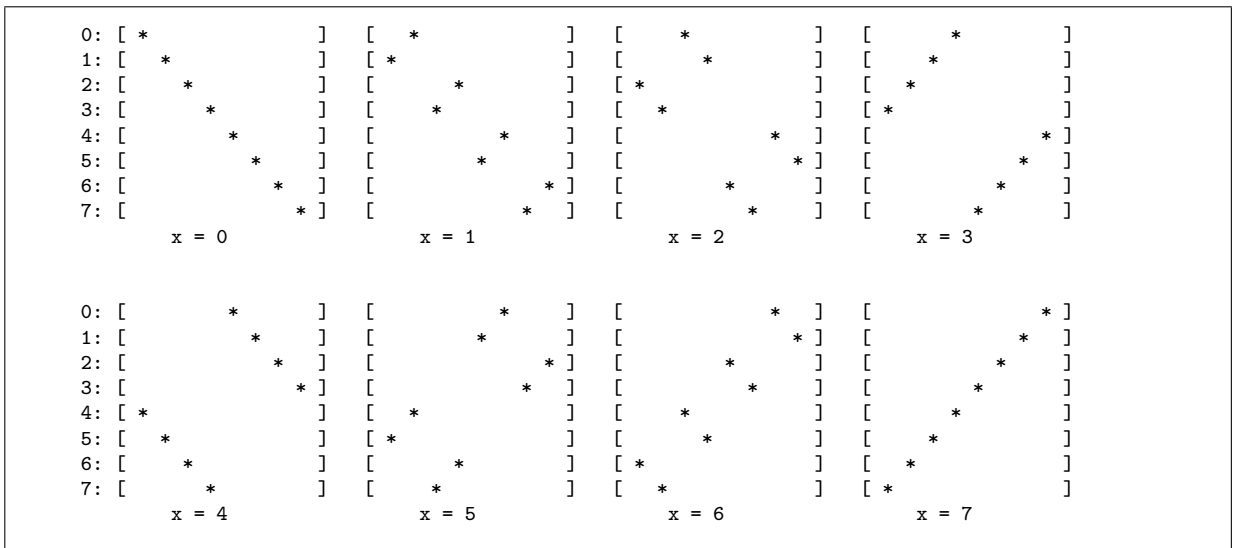 0: [ *        ]   [   *      ]   [     *    ]   [    *     ]
1: [  *       ]   [ *        ]   [      *   ]   [   *      ]
2: [   *      ]   [     *    ]   [ *        ]   [  *       ]
3: [    *     ]   [    *     ]   [  *       ]   [ *        ]
4: [     *    ]   [       *  ]   [       *  ]   [        * ]
5: [      *   ]   [      *   ]   [        * ]   [       *  ]
6: [       *  ]   [        * ]   [     *    ]   [      *   ]
7: [        * ]   [       *  ]   [      *   ]   [     *    ]
x = 0 x = 1 x = 2 x = 3
0: [     *    ]   [      *   ]   [       *  ]   [        * ]
1: [      *   ]   [     *    ]   [        * ]   [       *  ]
2: [       *  ]   [        * ]   [     *    ]   [      *   ]
3: [        * ]   [       *  ]   [      *   ]   [     *    ]
4: [ *        ]   [  *       ]   [   *      ]   [    *     ]
5: [  *       ]   [ *        ]   [    *     ]   [   *      ]
6: [   *      ]   [    *     ]   [ *        ]   [  *       ]
7: [    *     ]   [   *      ]   [  *       ]   [ *        ]
x = 4 x = 5 x = 6 x = 7